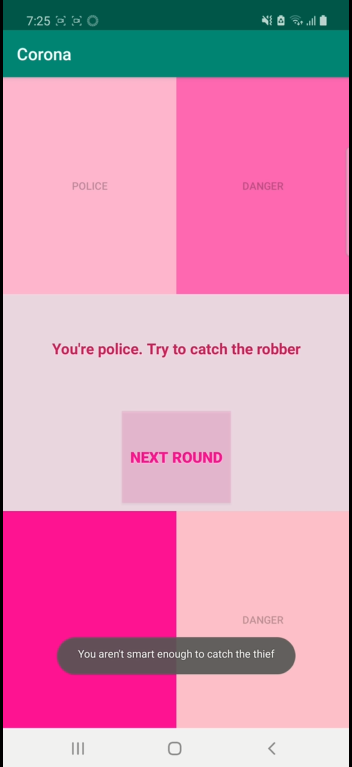 7:25
Corona
POLICE
DANGER
You're police. Try to catch the robber
NEXT ROUND
DANGER
You aren't smart enough to catch the thief